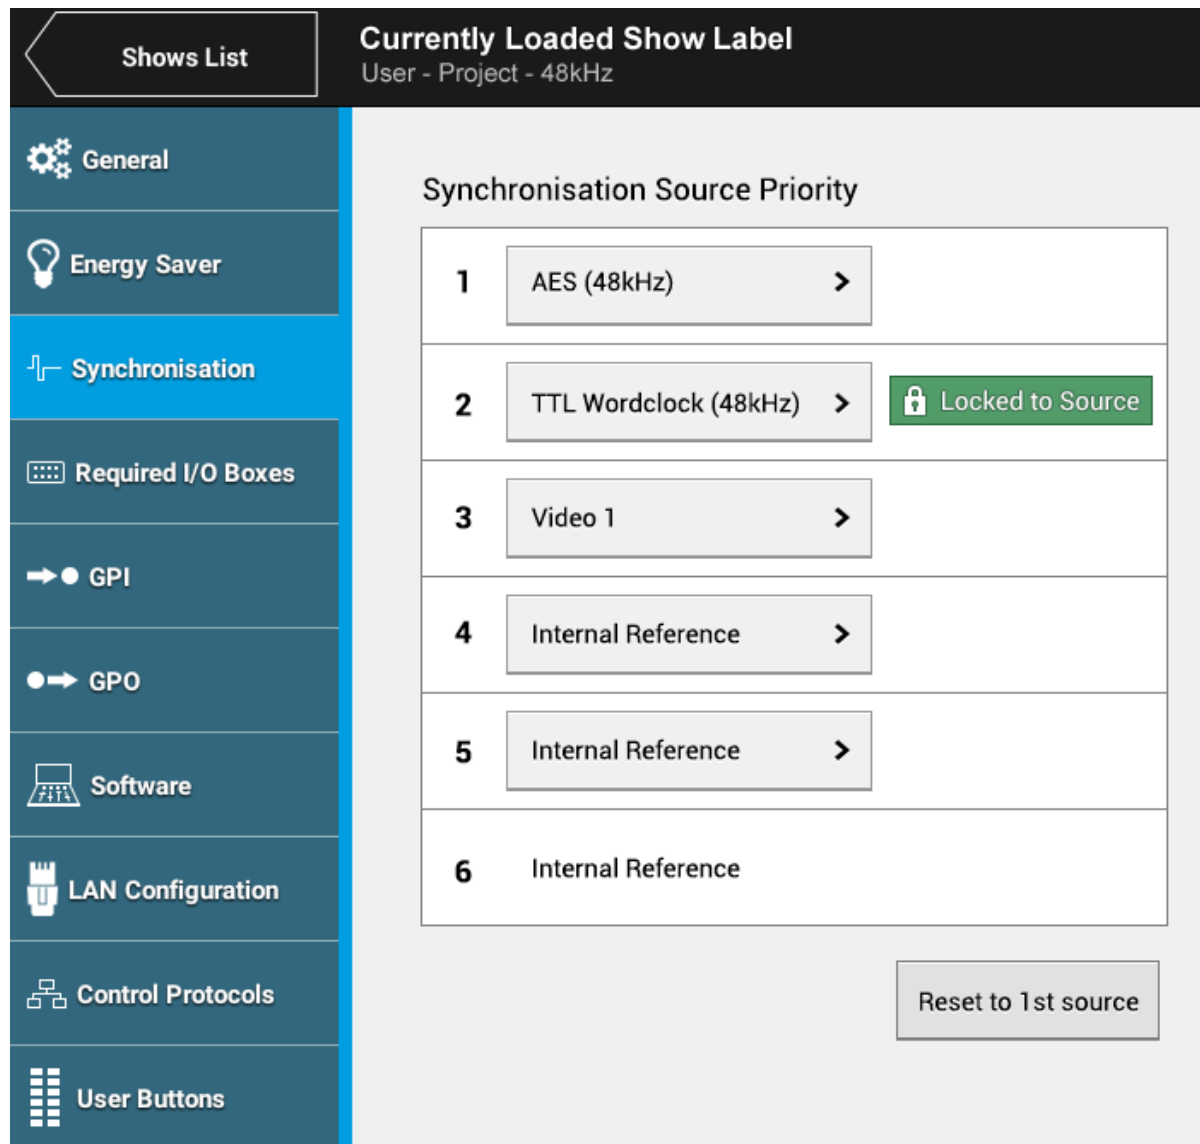 Shows List
Currently Loaded Show Label
User - Project - 48kHz
General
Energy Saver
Synchronisation
Required I/O Boxes
GPI
GPO
Software
LAN Configuration
Control Protocols
User Buttons
Synchronisation Source Priority
1 AES (48kHz)
2 TTL Wordclock (48kHz) Locked to Source
3 Video 1
4 Internal Reference
5 Internal Reference
6 Internal Reference
Reset to 1st source